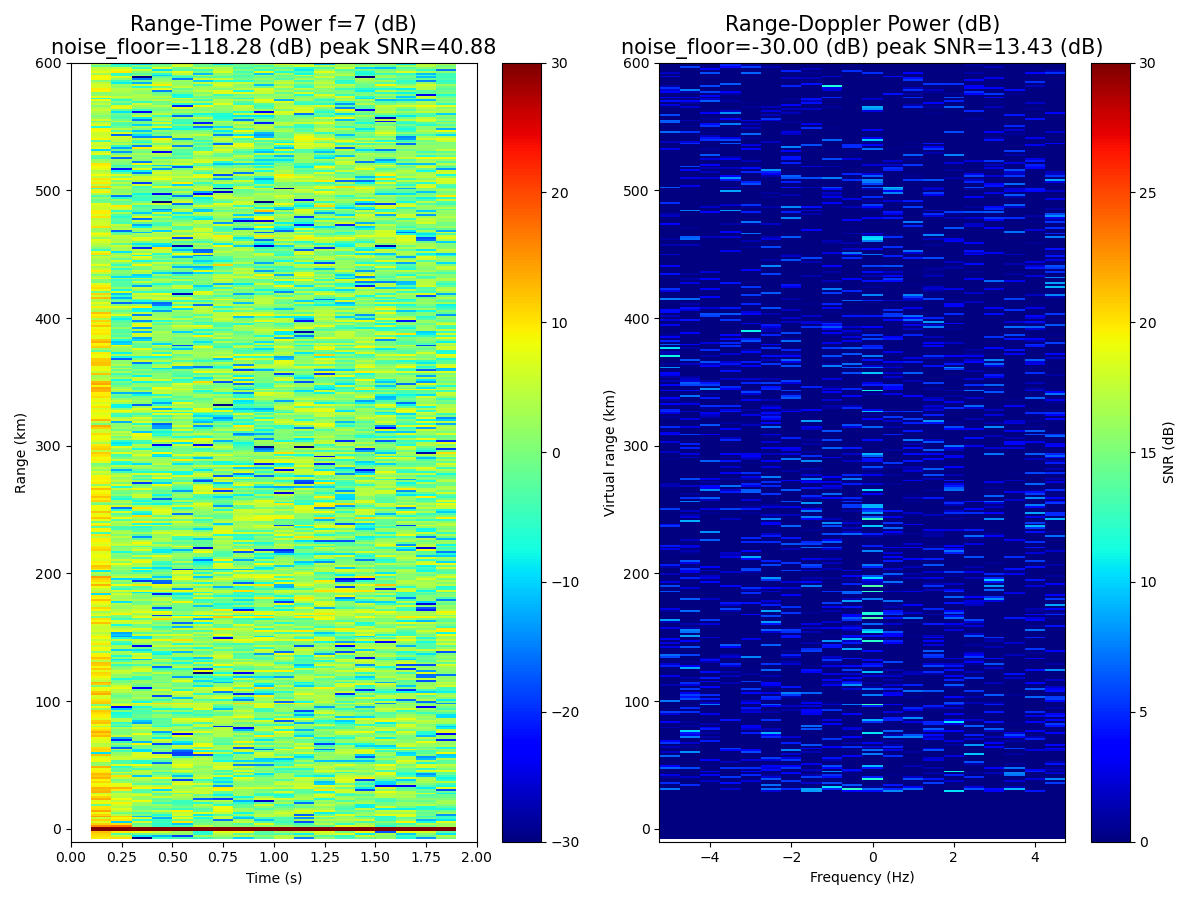 Range-Time Power f=7 (dB)
noise_floor=-118.28 (dB) peak SNR=40.88
600
500
400
300
200
100
0
Range (km)
0.00 0.25 0.50 0.75 1.00 1.25 1.50 1.75 2.00
Time (s)
30
20
10
0
−10
−20
−30
Range-Doppler Power (dB)
noise_floor=-30.00 (dB) peak SNR=13.43 (dB)
600
500
400
300
200
100
0
Virtual range (km)
−4 −2 0 2 4
Frequency (Hz)
30
25
20
15
10
5
0
SNR (dB)